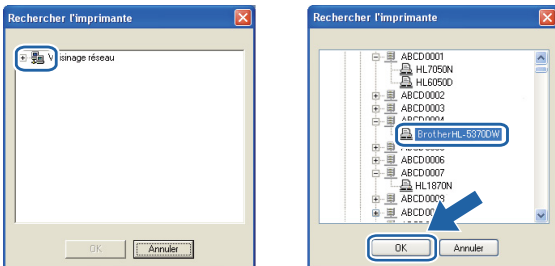 Rechercher l'imprimante
Voisinage réseau
OK
Annuler
Rechercher l'imprimante
ABCD0001
HL7050N
HL6050D
ABCD0002
ABCD0003
ABCD0004
BrotherHL-5370DW
ABCD0006
ABCD0007
HL1870N
OK
Annuler